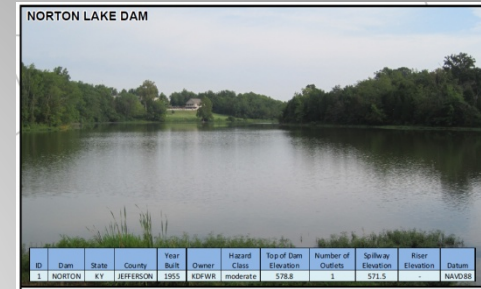 NORTON LAKE DAM
ID Dam State County Year Built Owner Hazard Class Top of Dam Elevation Number of Outlets Spillway Elevation Riser Elevation Datum
1 NORTON KY JEFFERSON 1955 KDFWR moderate 578.8 1 571.5 - NAVD88